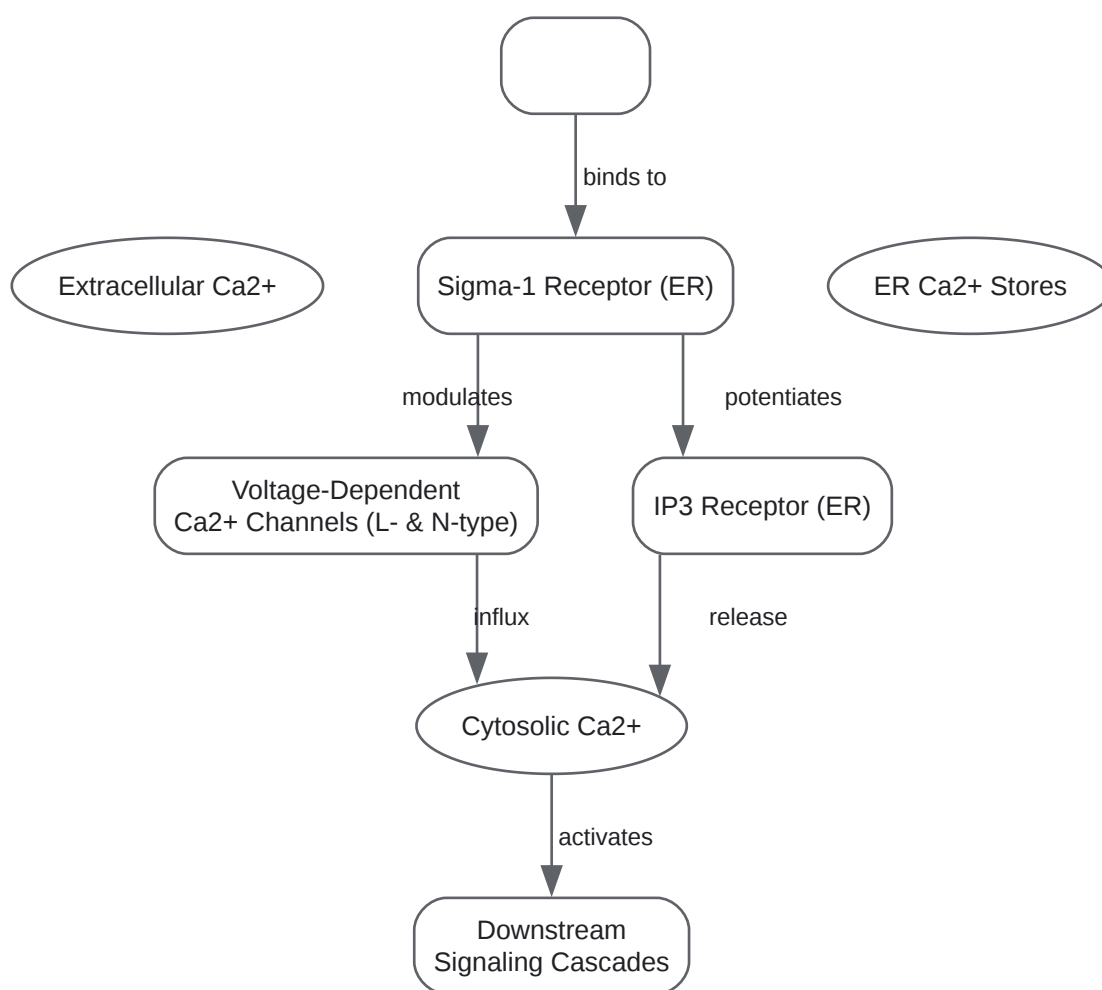 binds to
Extracellular Ca2+
Sigma-1 Receptor (ER)
ER Ca2+ Stores
modulates
potentiates
Voltage-Dependent
Ca2+ Channels (L- & N-type)
IP3 Receptor (ER)
influx
release
Cytosolic Ca2+
activates
Downstream
Signaling Cascades